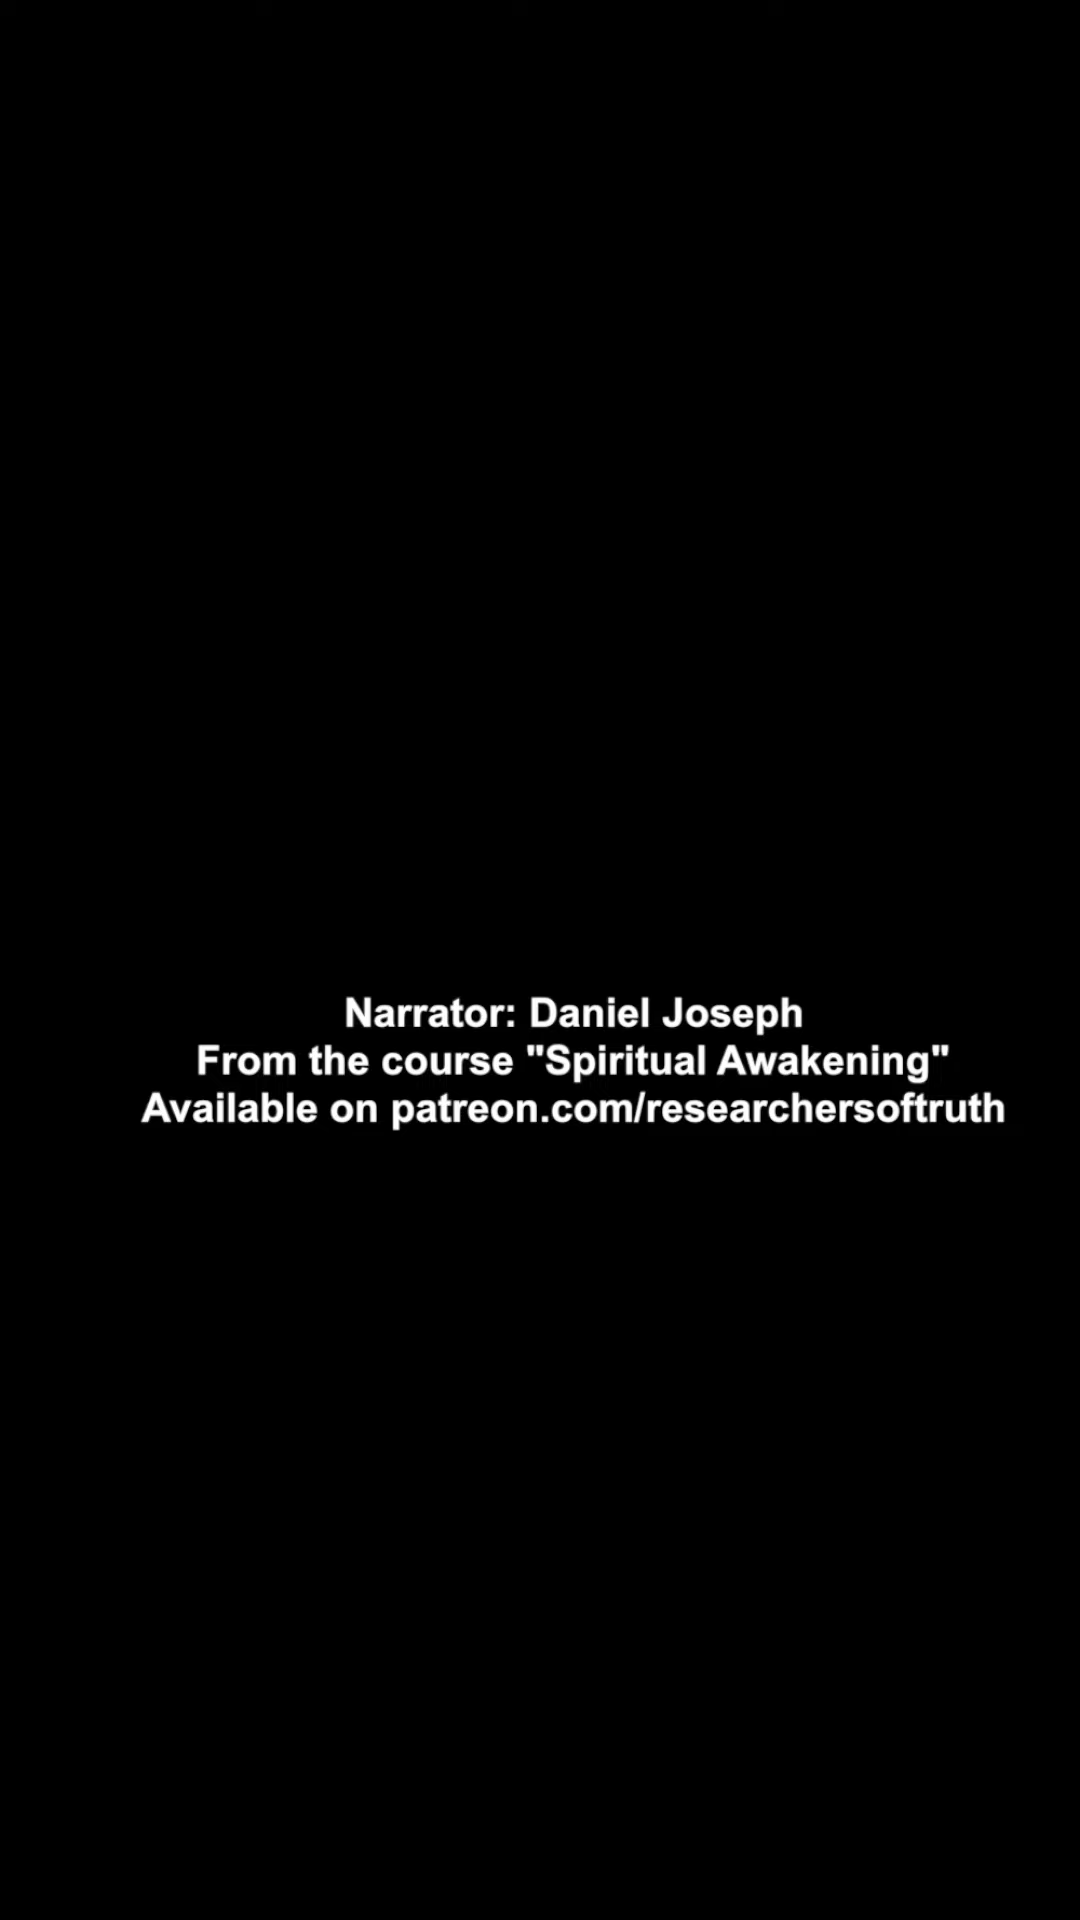 Narrator: Daniel Joseph
From the course "Spiritual Awakening"
Available on patreon.com/researchersoftruth